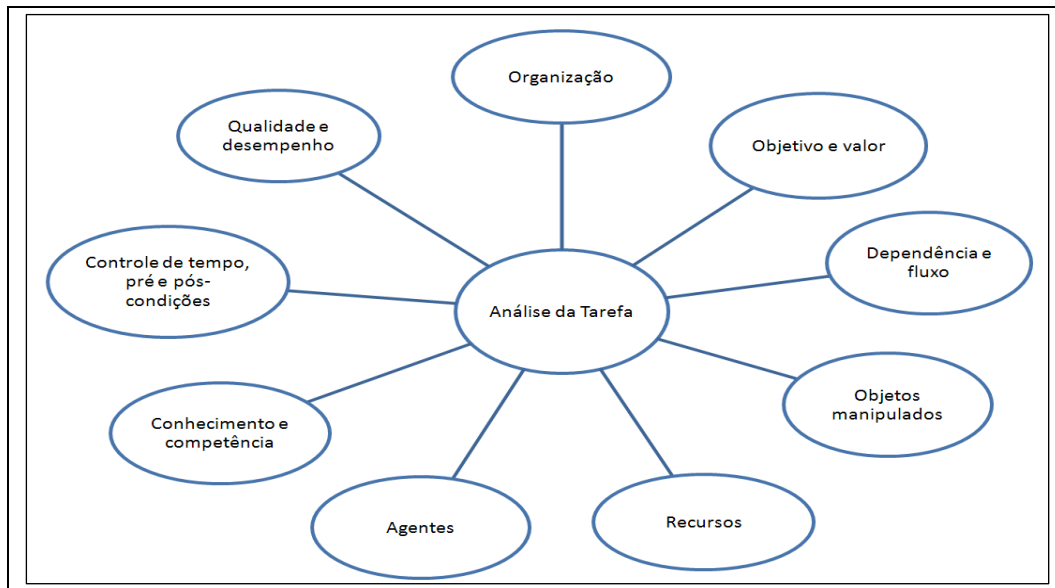 Organização
Qualidade e
desempenho
Objetivo e valor
Dependência e
fluxo
Controle de tempo,
pré e pós-
condições
Análise da Tarefa
Objetos
manipulados
Conhecimento e
competência
Agentes
Recursos